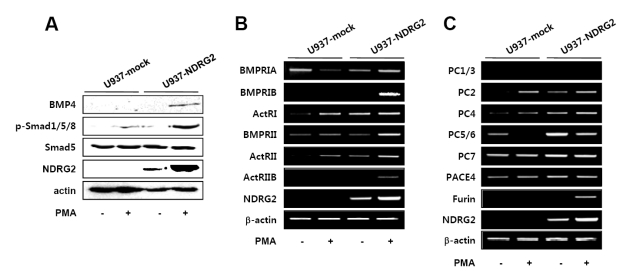 A
U937-mock
U937-NDRG2
BMP4
p-Smad1/5/8
Smad5
NDRG2
actin
PMA - + - +
B
U937-mock
U937-NDRG2
BMPRIA
BMPRIB
ActRI
BMPRII
ActRII
ActRIIB
NDRG2
β-actin
PMA - + - +
C
U937-mock
U937-NDRG2
PC1/3
PC2
PC4
PC5/6
PC7
PACE4
Furin
NDRG2
β-actin
PMA - + - +